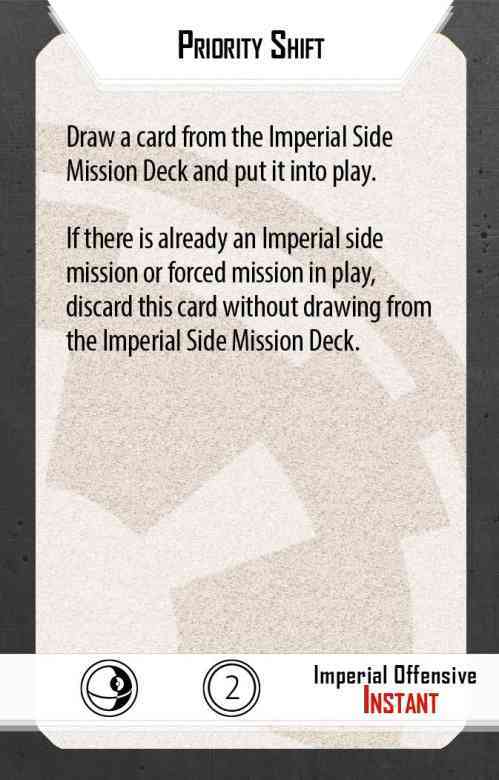 Priority Shift
Draw a card from the Imperial Side
Mission Deck and put it into play.
If there is already an Imperial side
mission or forced mission in play,
discard this card without drawing from
the Imperial Side Mission Deck.
2
Imperial Offensive
Instant